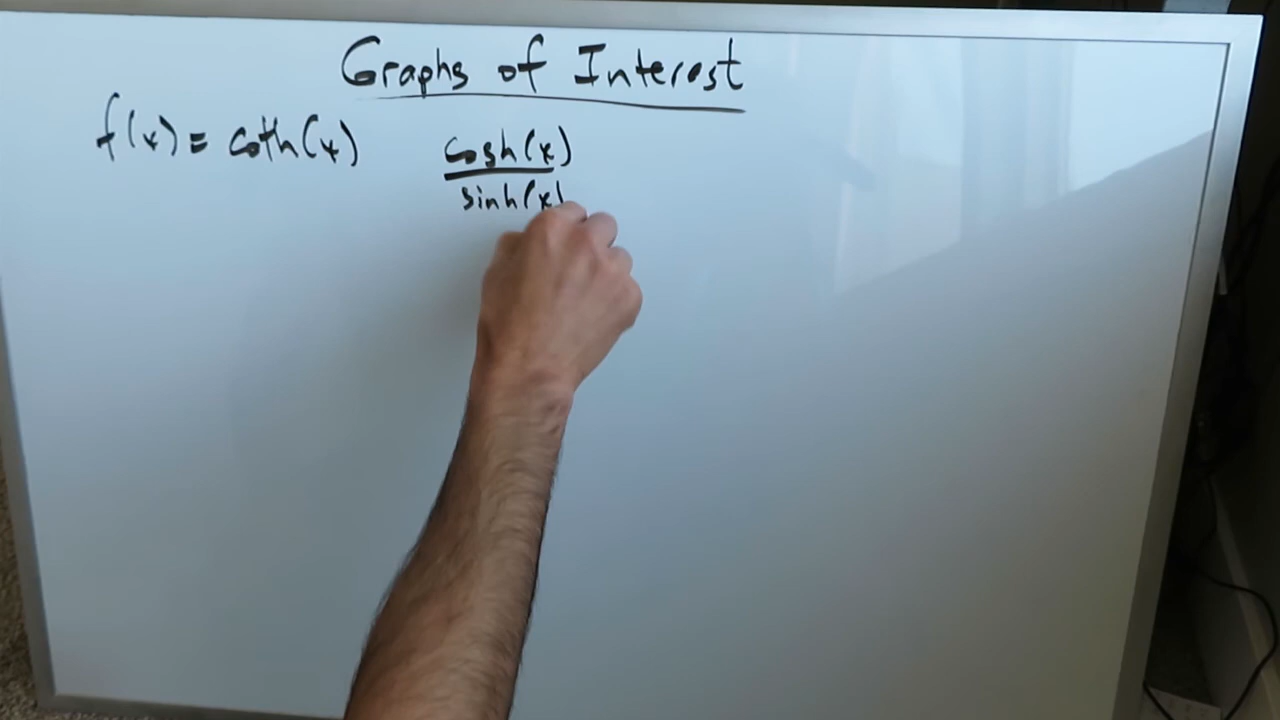 Graphs of Interest
f(x) = coth(x) cosh(x)
sinh(x)